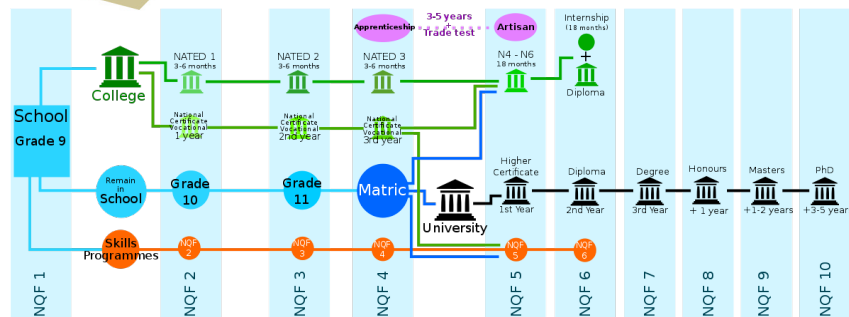 3-5 years
+
Trade test
Apprenticeship
Artisan
Internship
(18 months)
+
Diploma
NATED 1
3-6 months
NATED 2
3-6 months
NATED 3
3-6 months
N4 - N6
18 months
College
National
Certificate
Vocational
1 year
National
Certificate
Vocational
2nd year
National
Certificate
Vocational
3rd year
School
Grade 9
Remain
in
School
Grade
10
Grade
11
Matric
University
Higher
Certificate
1st Year
Diploma
2nd Year
Degree
3rd Year
Honours
+ 1 year
Masters
+1-2 years
PhD
+3-5 years
Skills
Programmes
NQF
2
NQF
3
NQF
4
NQF
5
NQF
6
NQF 1
NQF 2
NQF 3
NQF 4
NQF 5
NQF 6
NQF 7
NQF 8
NQF 9
NQF 10